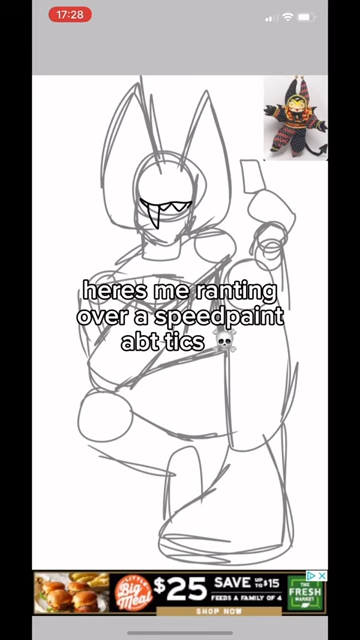 17:28
heres me ranting
over a speedpaint
abt tics ☠️
LITTLE
BIG
MEAL
$25
SAVE UP TO $15
FEEDS A FAMILY OF 4
SHOP NOW
THE
FRESH
MARKET